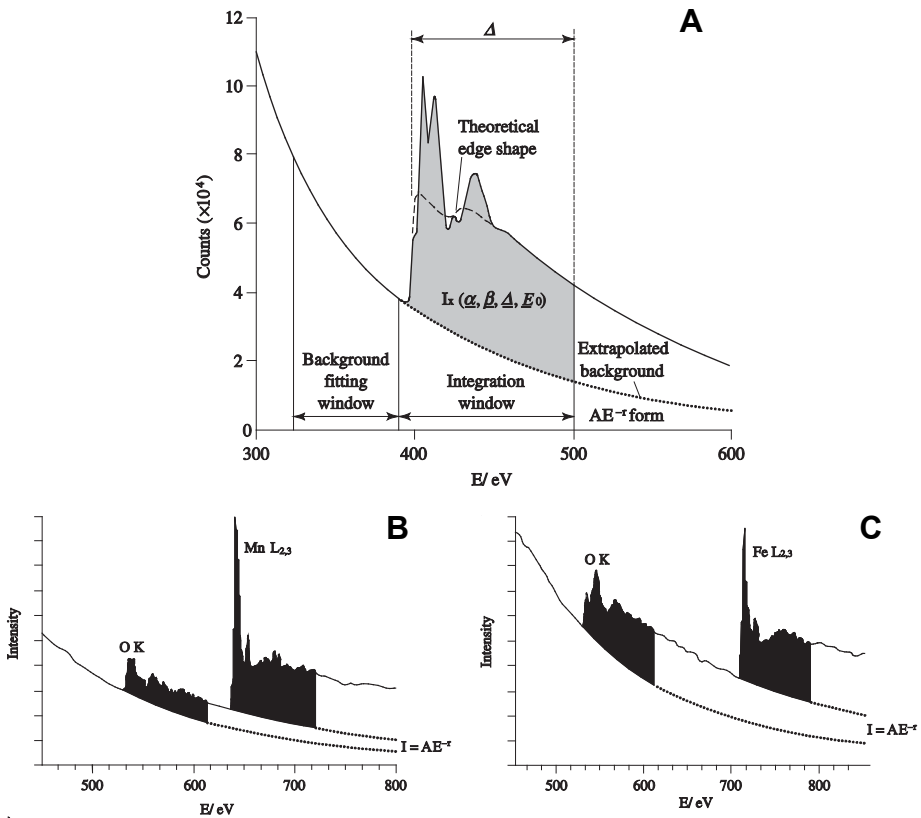 A
12
10
8
6
4
2
0
Counts (×10⁴)
Δ
Theoretical
edge shape
Iₓ (α, β, Δ, E₀)
Background
fitting
window
Integration
window
Extrapolated
background
AE⁻ʳ form
300
400
500
600
E/ eV
B
Intensity
O K
Mn L₂,₃
I = AE⁻ʳ
500
600
700
800
E/ eV
C
Intensity
O K
Fe L₂,₃
I = AE⁻ʳ
500
600
700
800
E/ eV